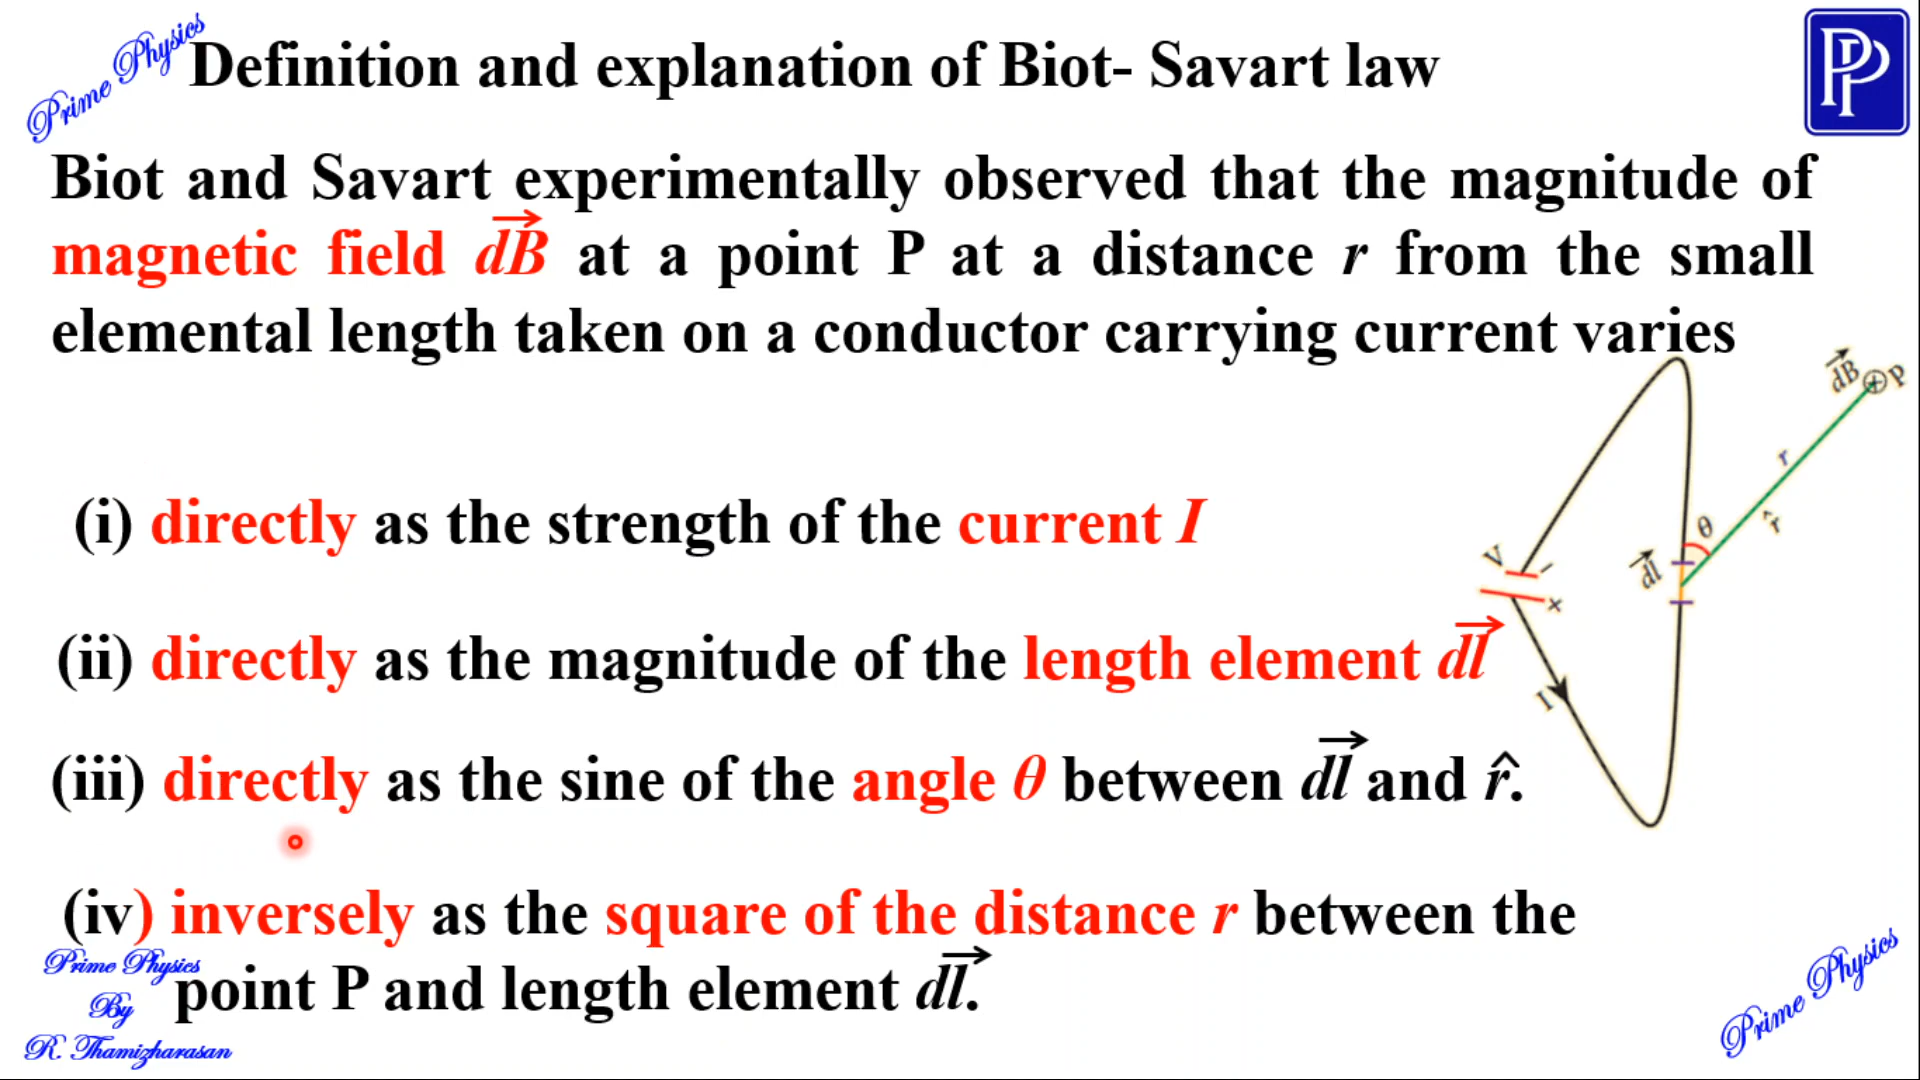 Prime Physics
Definition and explanation of Biot- Savart law
PP
Biot and Savart experimentally observed that the magnitude of
magnetic field dB⃗ at a point P at a distance r from the small
elemental length taken on a conductor carrying current varies
dB⃗ P
r
(i) directly as the strength of the current I
θ r̂
V - +
dl⃗
(ii) directly as the magnitude of the length element dl⃗
I
(iii) directly as the sine of the angle θ between dl⃗ and r̂.
(iv) inversely as the square of the distance r between the
point P and length element dl⃗.
Prime Physics
By
R. Thamizharasan
Prime Physics